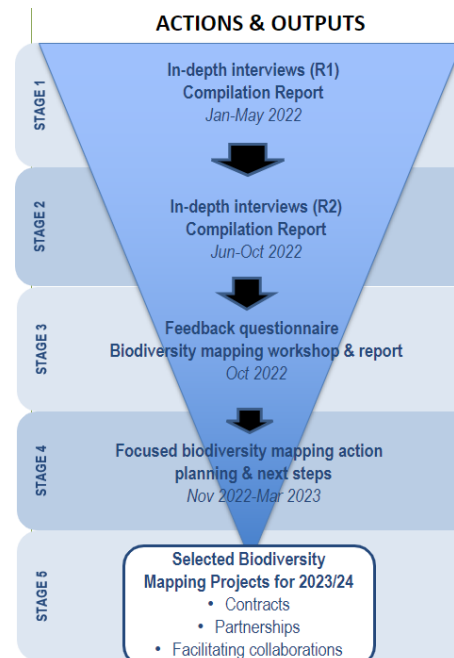 ACTIONS & OUTPUTS
STAGE 1
In-depth interviews (R1)
Compilation Report
Jan-May 2022
STAGE 2
In-depth interviews (R2)
Compilation Report
Jun-Oct 2022
STAGE 3
Feedback questionnaire
Biodiversity mapping workshop & report
Oct 2022
STAGE 4
Focused biodiversity mapping action
planning & next steps
Nov 2022-Mar 2023
STAGE 5
Selected Biodiversity
Mapping Projects for 2023/24
• Contracts
• Partnerships
• Facilitating collaborations